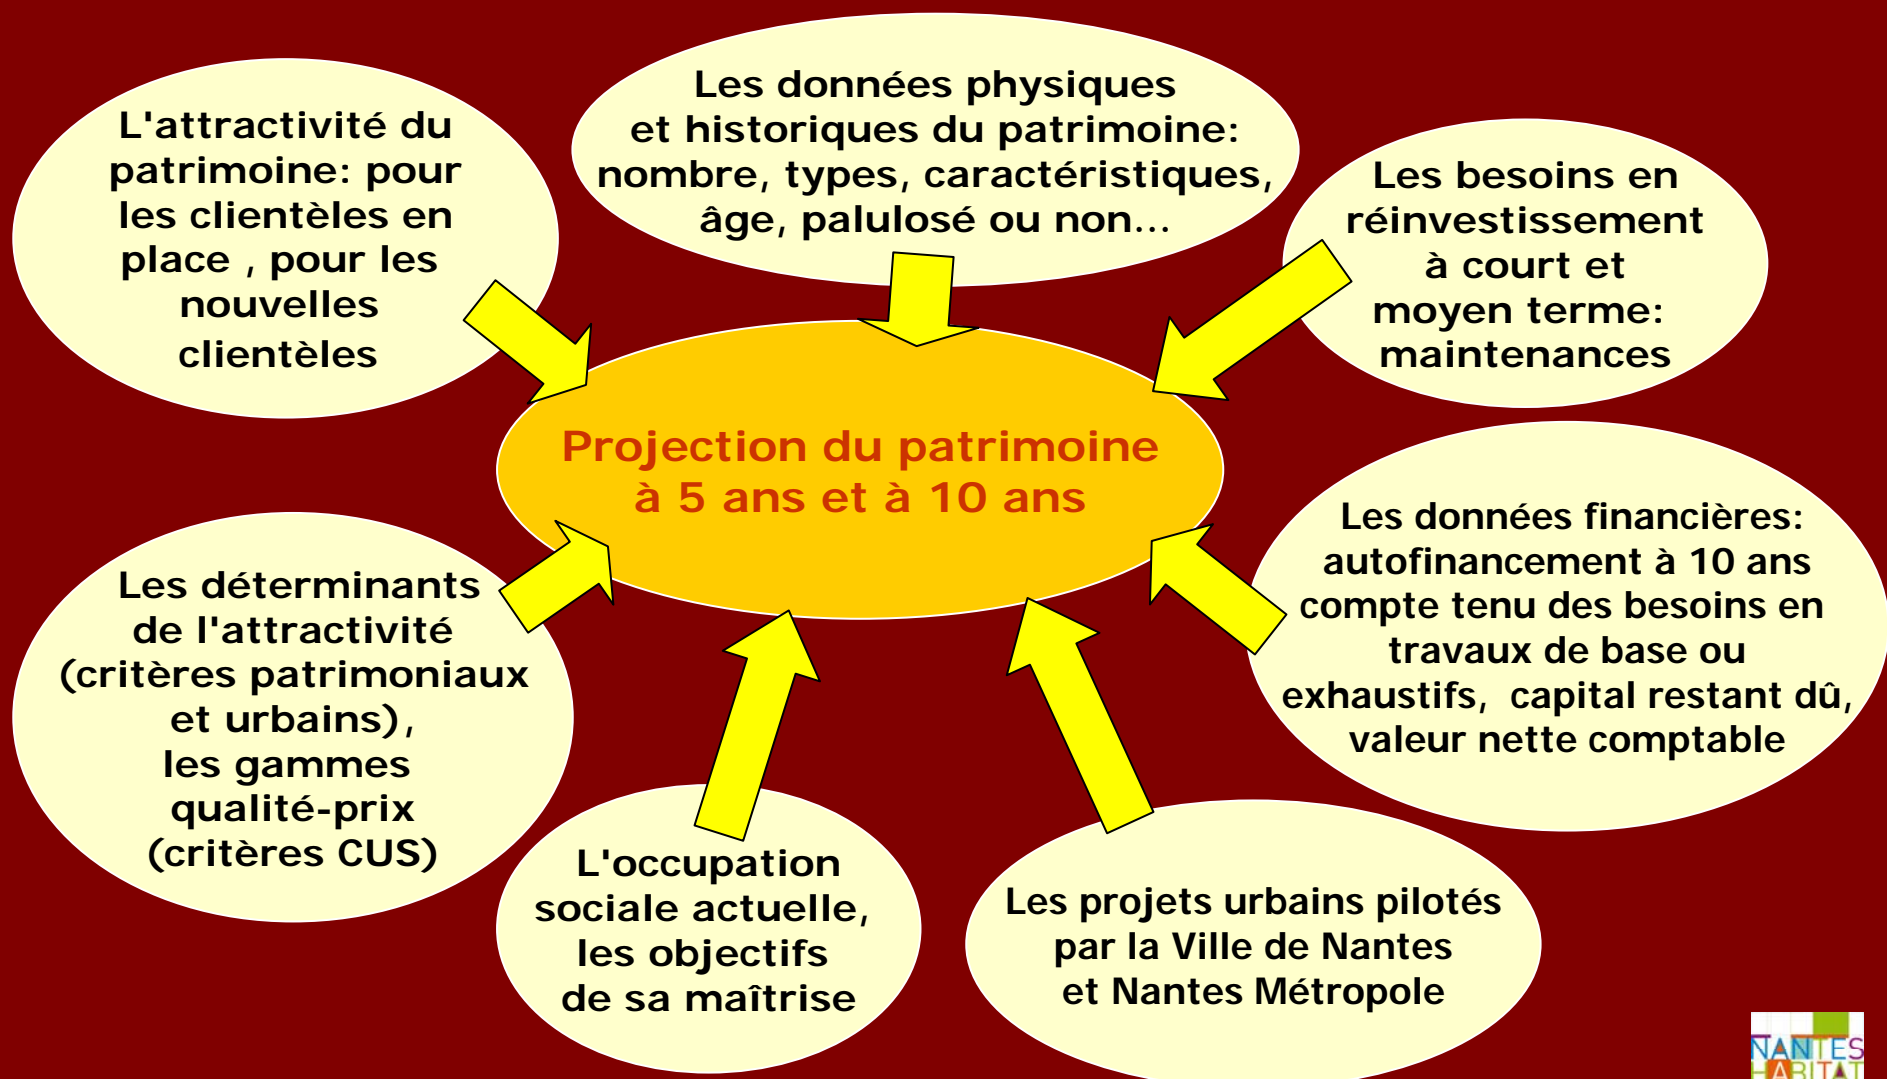 L'attractivité du
patrimoine: pour
les clientèles en
place , pour les
nouvelles
clientèles
Les données physiques
et historiques du patrimoine:
nombre, types, caractéristiques,
âge, palulosé ou non...
Les besoins en
réinvestissement
à court et
moyen terme:
maintenances
Projection du patrimoine
à 5 ans et à 10 ans
Les données financières:
autofinancement à 10 ans
compte tenu des besoins en
travaux de base ou
exhaustifs, capital restant dû,
valeur nette comptable
Les déterminants
de l'attractivité
(critères patrimoniaux
et urbains),
les gammes
qualité-prix
(critères CUS)
L'occupation
sociale actuelle,
les objectifs
de sa maîtrise
Les projets urbains pilotés
par la Ville de Nantes
et Nantes Métropole
NANTES
HABITAT